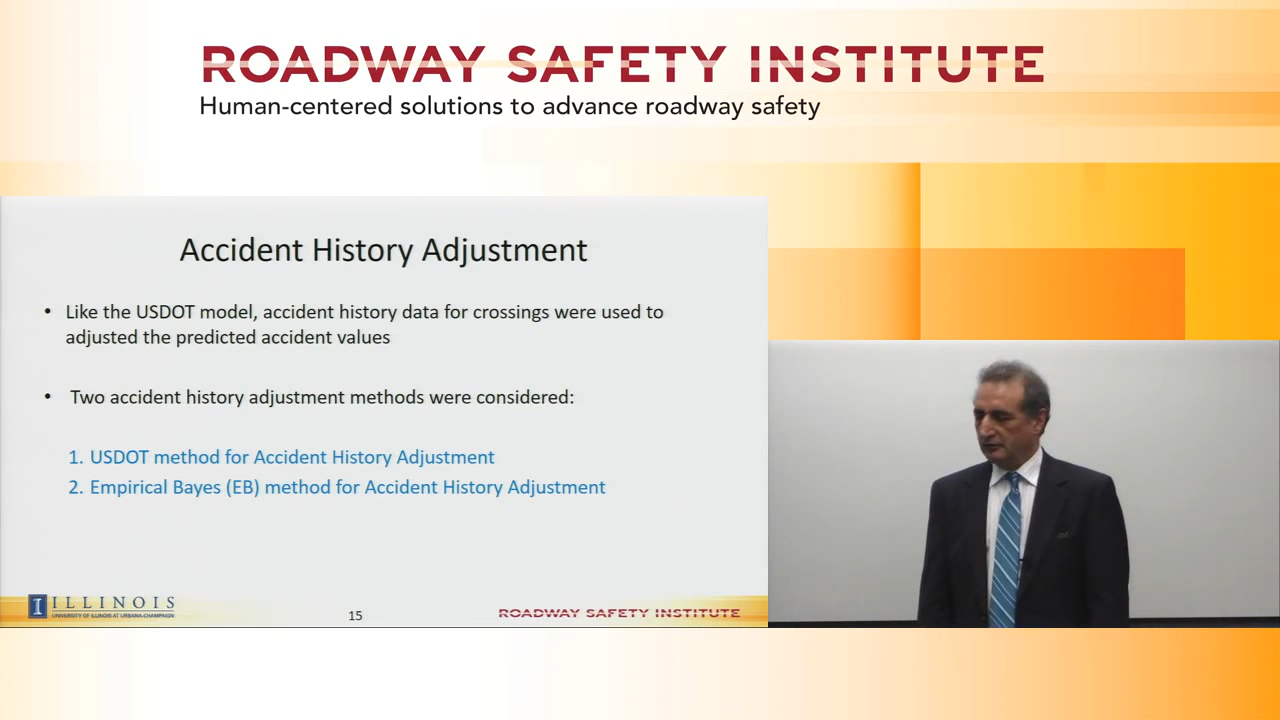 ROADWAY SAFETY INSTITUTE
Human-centered solutions to advance roadway safety
Accident History Adjustment
• Like the USDOT model, accident history data for crossings were used to
adjusted the predicted accident values
• Two accident history adjustment methods were considered:
1. USDOT method for Accident History Adjustment
2. Empirical Bayes (EB) method for Accident History Adjustment
I ILLINOIS
UNIVERSITY OF ILLINOIS AT URBANA-CHAMPAIGN
15
ROADWAY SAFETY INSTITUTE